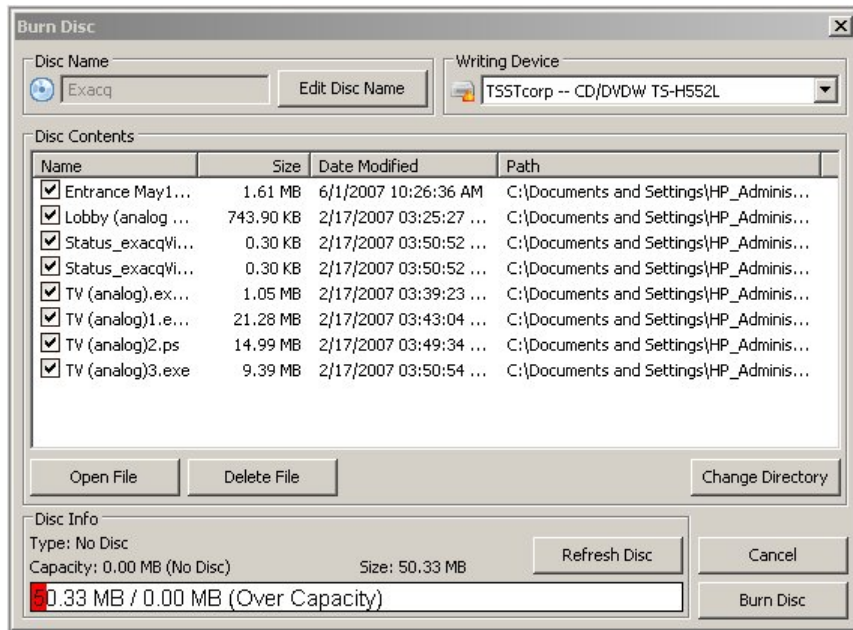 Burn Disc
Disc Name
Writing Device
Exacq
Edit Disc Name
TSSTcorp -- CD/DVDW TS-H552L
Disc Contents
Name Size Date Modified Path
Entrance May1... 1.61 MB 6/1/2007 10:26:36 AM C:\Documents and Settings\HP_Adminis...
Lobby (analog ... 743.90 KB 2/17/2007 03:25:27 ... C:\Documents and Settings\HP_Adminis...
Status_exacqVi... 0.30 KB 2/17/2007 03:50:52 ... C:\Documents and Settings\HP_Adminis...
Status_exacqVi... 0.30 KB 2/17/2007 03:50:52 ... C:\Documents and Settings\HP_Adminis...
TV (analog).ex... 1.05 MB 2/17/2007 03:39:23 ... C:\Documents and Settings\HP_Adminis...
TV (analog)1.e... 21.28 MB 2/17/2007 03:43:04 ... C:\Documents and Settings\HP_Adminis...
TV (analog)2.ps 14.99 MB 2/17/2007 03:49:34 ... C:\Documents and Settings\HP_Adminis...
TV (analog)3.exe 9.39 MB 2/17/2007 03:50:54 ... C:\Documents and Settings\HP_Adminis...
Open File Delete File Change Directory
Disc Info
Type: No Disc
Capacity: 0.00 MB (No Disc) Size: 50.33 MB
Refresh Disc Cancel
50.33 MB / 0.00 MB (Over Capacity)
Burn Disc